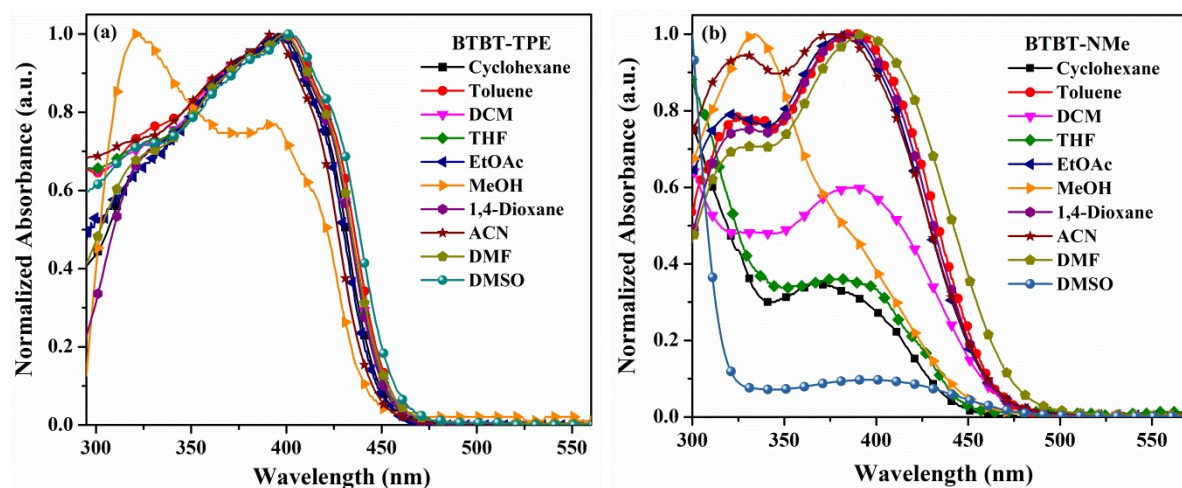 (a)
BTBT-TPE
Cyclohexane
Toluene
DCM
THF
EtOAc
MeOH
1,4-Dioxane
ACN
DMF
DMSO
Normalized Absorbance (a.u.)
1.0
0.8
0.6
0.4
0.2
0.0
300 350 400 450 500 550
Wavelength (nm)
(b)
BTBT-NMe
Cyclohexane
Toluene
DCM
THF
EtOAc
MeOH
1,4-Dioxane
ACN
DMF
DMSO
Normalized Absorbance (a.u.)
1.0
0.8
0.6
0.4
0.2
0.0
300 350 400 450 500 550
Wavelength (nm)